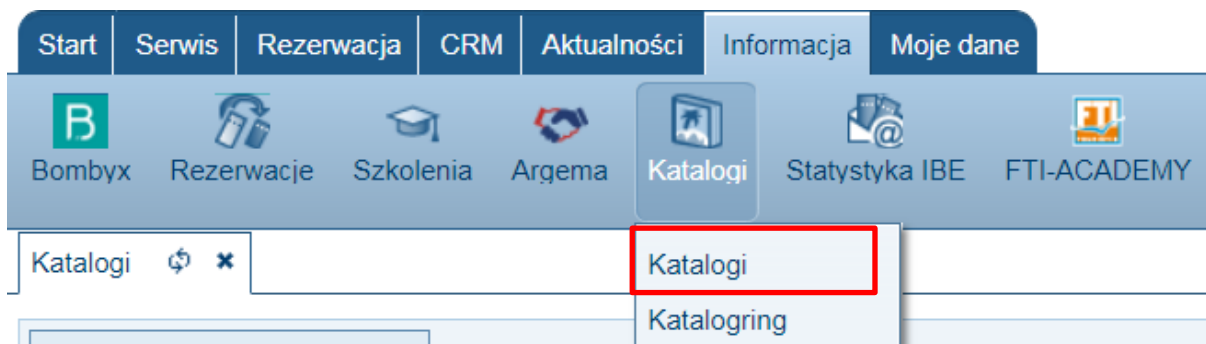 Start Serwis Rezerwacja CRM Aktualności Informacja Moje dane
B
Bombyx Rezerwacje Szkolenia Argema Katalogi Statystyka IBE FTI-ACADEMY
Katalogi
Katalogi
Katalogring